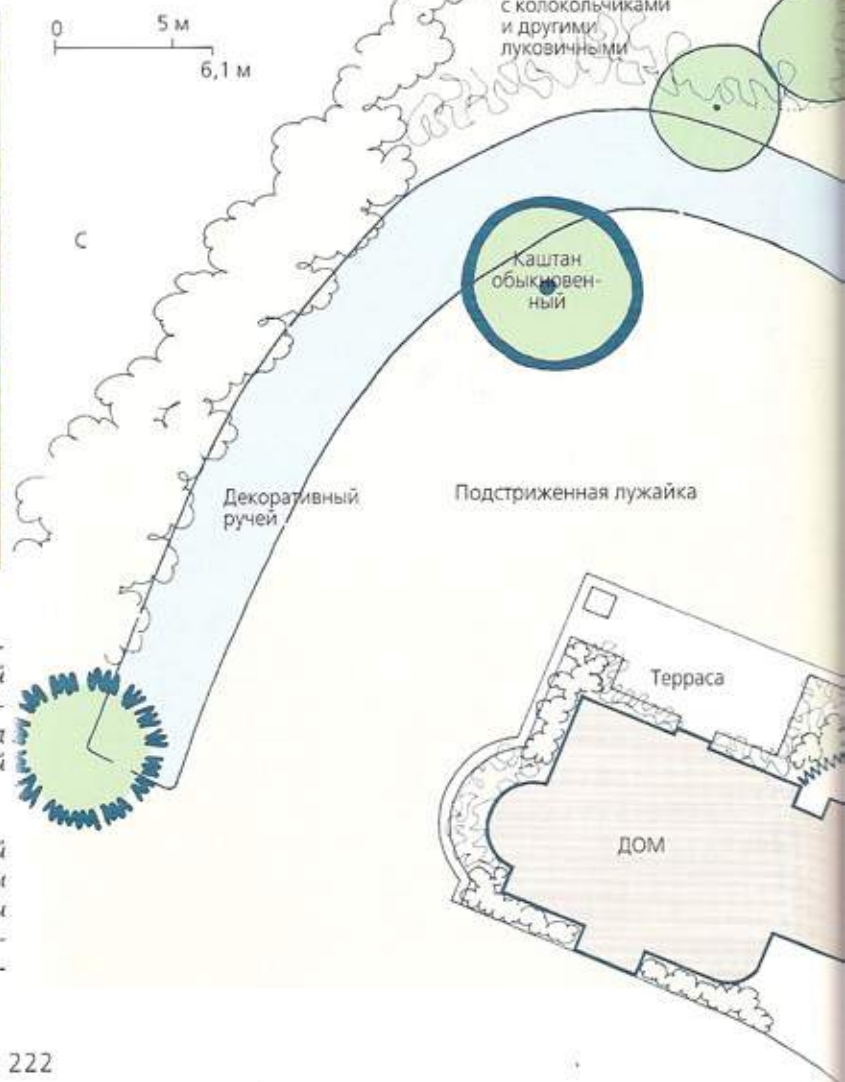 с колокольчиками
и другими
луковичными
0 5 м
6,1 м
С
Каштан
обыкновен-
ный
Декоративный
ручей
Подстриженная лужайка
Терраса
ДОМ
222